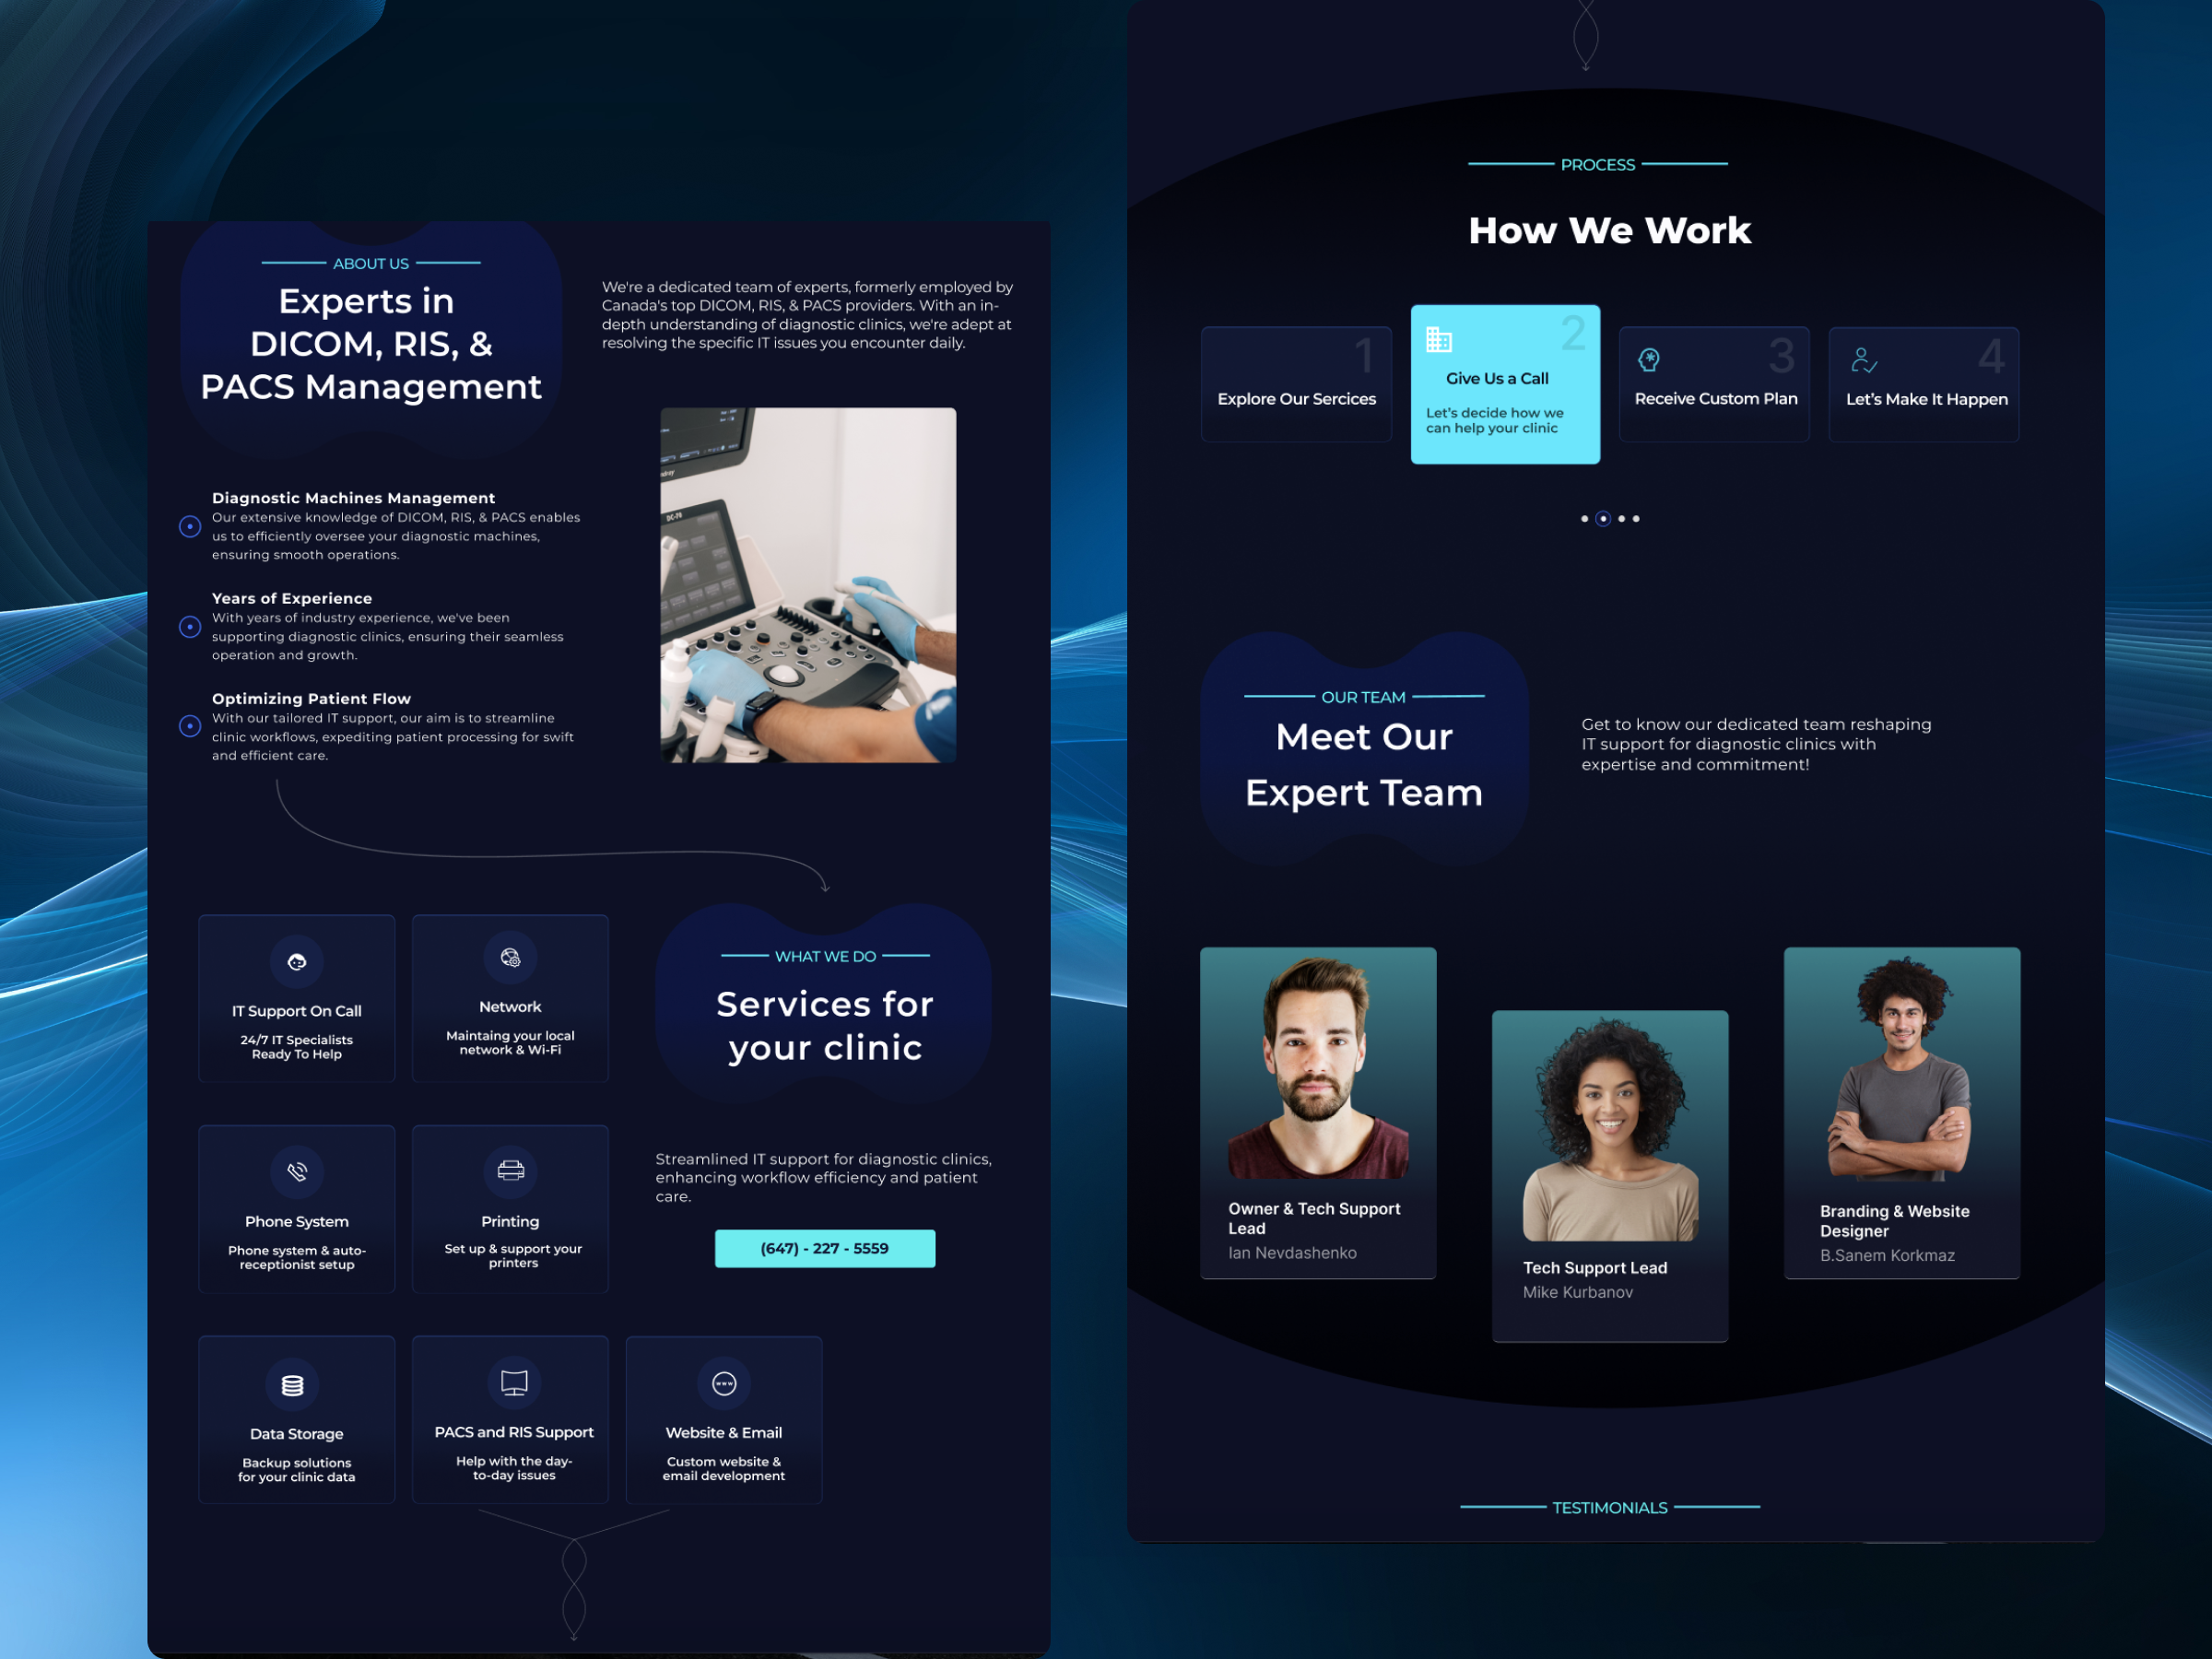 ABOUT US
Experts in
DICOM, RIS, &
PACS Management
We're a dedicated team of experts, formerly employed by
Canada's top DICOM, RIS, & PACS providers. With an in-
depth understanding of diagnostic clinics, we're adept at
resolving the specific IT issues you encounter daily.
Diagnostic Machines Management
Our extensive knowledge of DICOM, RIS, & PACS enables
us to efficiently oversee your diagnostic machines,
ensuring smooth operations.
Years of Experience
With years of industry experience, we've been
supporting diagnostic clinics, ensuring their seamless
operation and growth.
Optimizing Patient Flow
With our tailored IT support, our aim is to streamline
clinic workflows, expediting patient processing for swift
and efficient care.
DC-70
WHAT WE DO
Services for
your clinic
Streamlined IT support for diagnostic clinics,
enhancing workflow efficiency and patient
care.
(647) - 227 - 5559
IT Support On Call
24/7 IT Specialists
Ready To Help
Network
Maintaing your local
network & Wi-Fi
Phone System
Phone system & auto-
receptionist setup
Printing
Set up & support your
printers
Data Storage
Backup solutions
for your clinic data
PACS and RIS Support
Help with the day-
to-day issues
www
Website & Email
Custom website &
email development
PROCESS
How We Work
1
Explore Our Sercices
2
Give Us a Call
Let's decide how we
can help your clinic
3
Receive Custom Plan
4
Let's Make It Happen
OUR TEAM
Meet Our
Expert Team
Get to know our dedicated team reshaping
IT support for diagnostic clinics with
expertise and commitment!
Owner & Tech Support
Lead
Ian Nevdashenko
Tech Support Lead
Mike Kurbanov
Branding & Website
Designer
B.Sanem Korkmaz
TESTIMONIALS